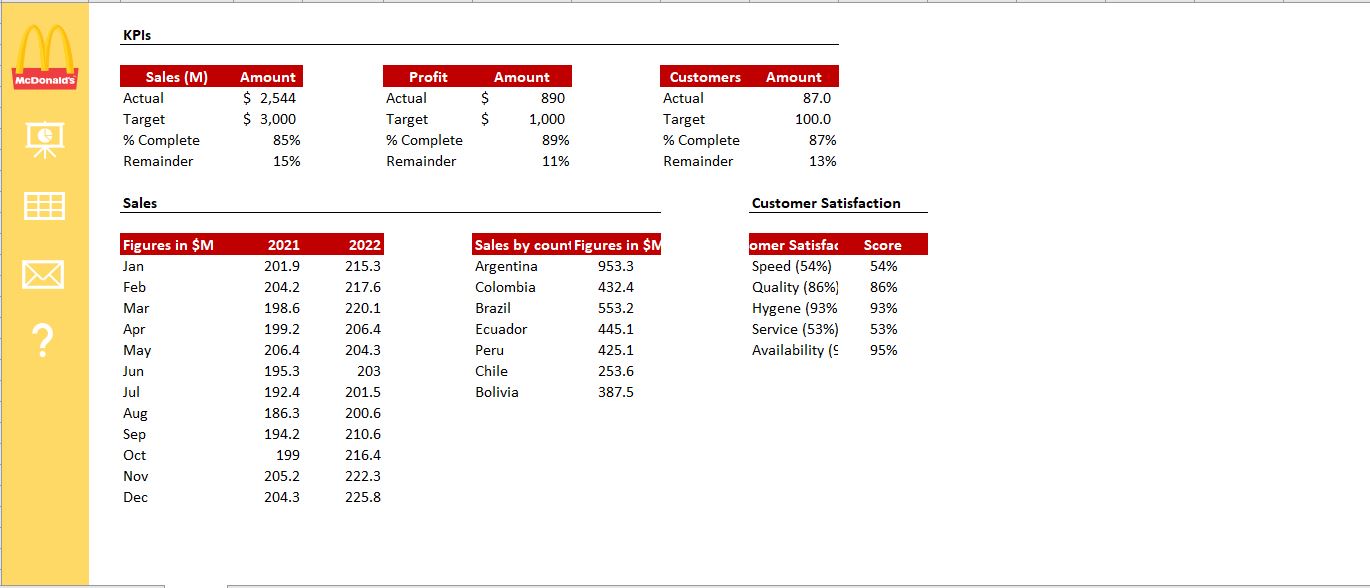 McDonald's
KPIs
Sales (M) Amount Profit Amount Customers Amount
Actual $ 2,544 Actual $ 890 Actual 87.0
Target $ 3,000 Target $ 1,000 Target 100.0
% Complete 85% % Complete 89% % Complete 87%
Remainder 15% Remainder 11% Remainder 13%
Sales Customer Satisfaction
Figures in $M 2021 2022 Sales by count Figures in $M omer Satisfac Score
Jan 201.9 215.3 Argentina 953.3 Speed (54%) 54%
Feb 204.2 217.6 Colombia 432.4 Quality (86%) 86%
Mar 198.6 220.1 Brazil 553.2 Hygene (93% 93%
Apr 199.2 206.4 Ecuador 445.1 Service (53%) 53%
May 206.4 204.3 Peru 425.1 Availability (9 95%
Jun 195.3 203 Chile 253.6
Jul 192.4 201.5 Bolivia 387.5
Aug 186.3 200.6
Sep 194.2 210.6
Oct 199 216.4
Nov 205.2 222.3
Dec 204.3 225.8
?